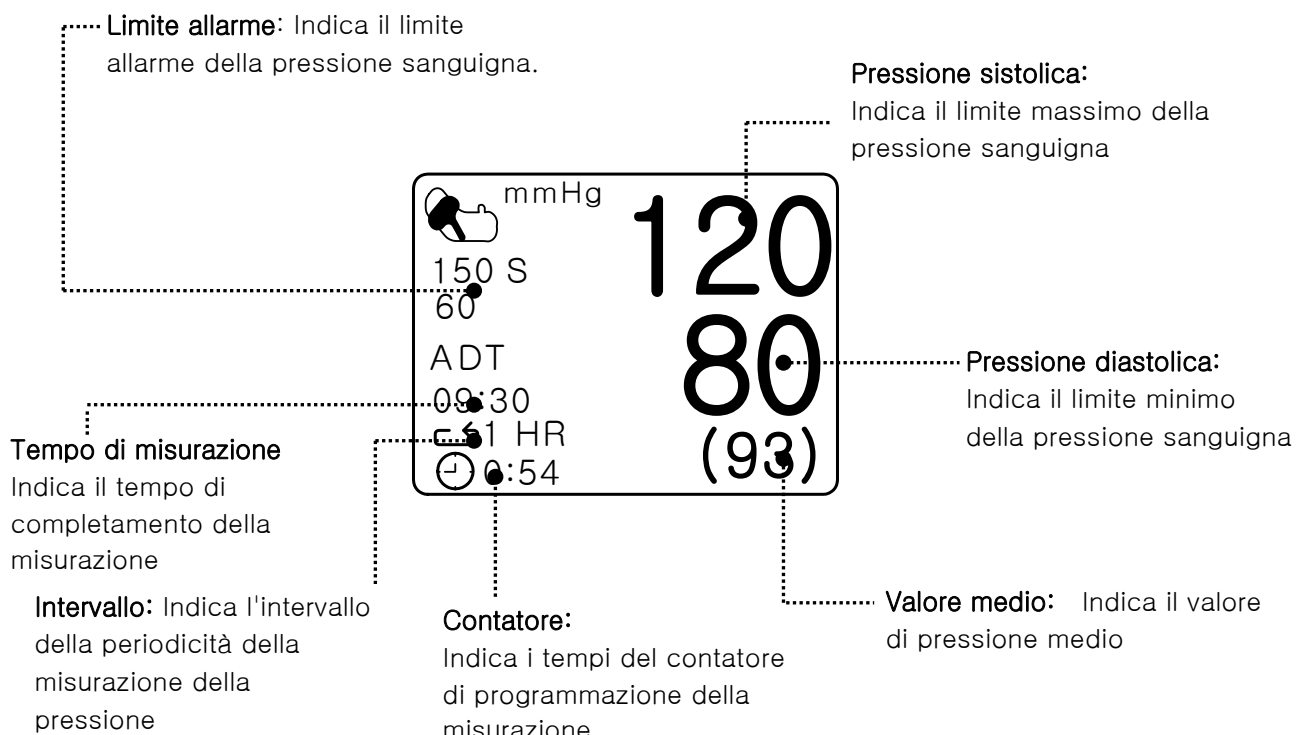 Limite allarme: Indica il limite
allarme della pressione sanguigna.
Pressione sistolica:
Indica il limite massimo della
pressione sanguigna
mmHg
120
150 S
60
80
ADT
09:30
1 HR
0:54
(93)
Pressione diastolica:
Indica il limite minimo
della pressione sanguigna
Tempo di misurazione
Indica il tempo di
completamento della
misurazione
Intervallo: Indica l'intervallo
della periodicità della
misurazione della
pressione
Contatore:
Indica i tempi del contatore
di programmazione della
misurazione
Valore medio: Indica il valore
di pressione medio